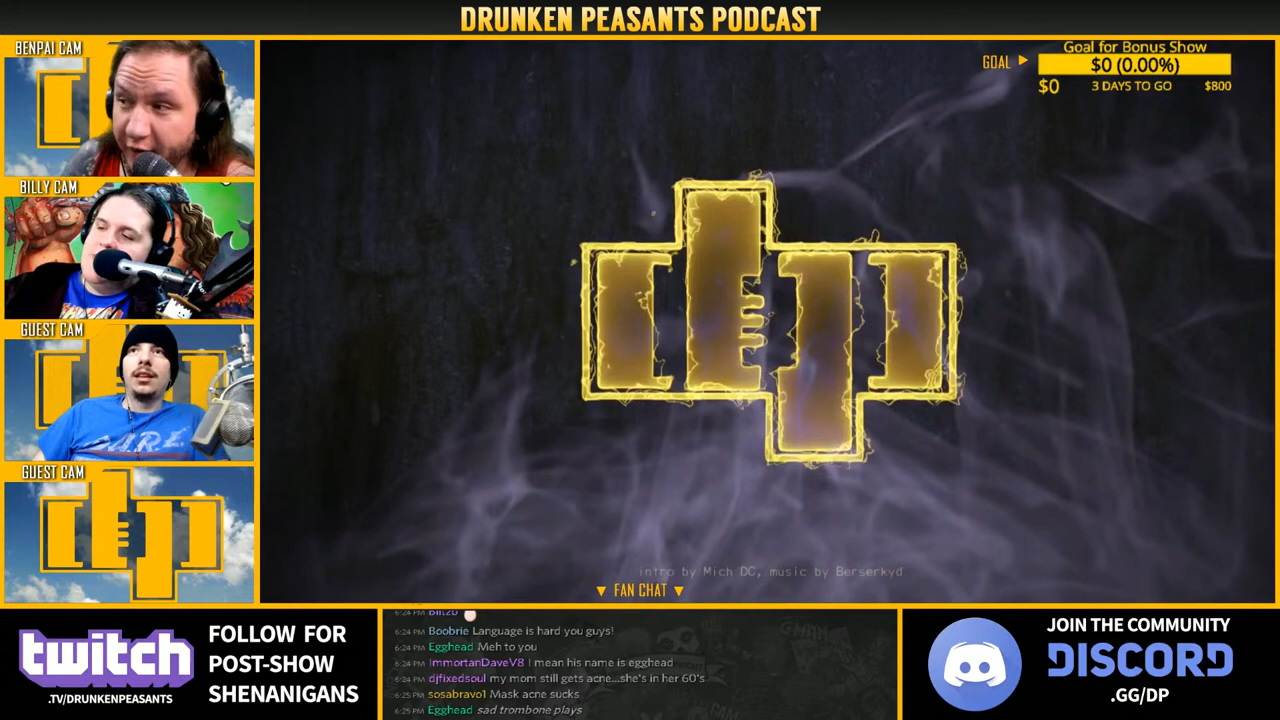 DRUNKEN PEASANTS PODCAST
BENPAI CAM
BILLY CAM
GUEST CAM
D.A.R.E.
GUEST CAM
GOAL ▶
Goal for Bonus Show
$0 (0.00%)
$0 3 DAYS TO GO $800
intro by Mich DC, music by Berserkyd
▼ FAN CHAT ▼
twitch
.TV/DRUNKENPEASANTS
FOLLOW FOR
POST-SHOW
SHENANIGANS
6:24 PM Blitzo
6:24 PM Boobrie Language is hard you guys!
6:24 PM Egghead Meh to you
6:24 PM ImmortanDaveV8 I mean his name is egghead
6:24 PM djfixedsoul my mom still gets acne...she's in her 60's
6:25 PM sosabravo1 Mask acne sucks
6:25 PM Egghead sad trombone plays
JOIN THE COMMUNITY
DISCORD
.GG/DP